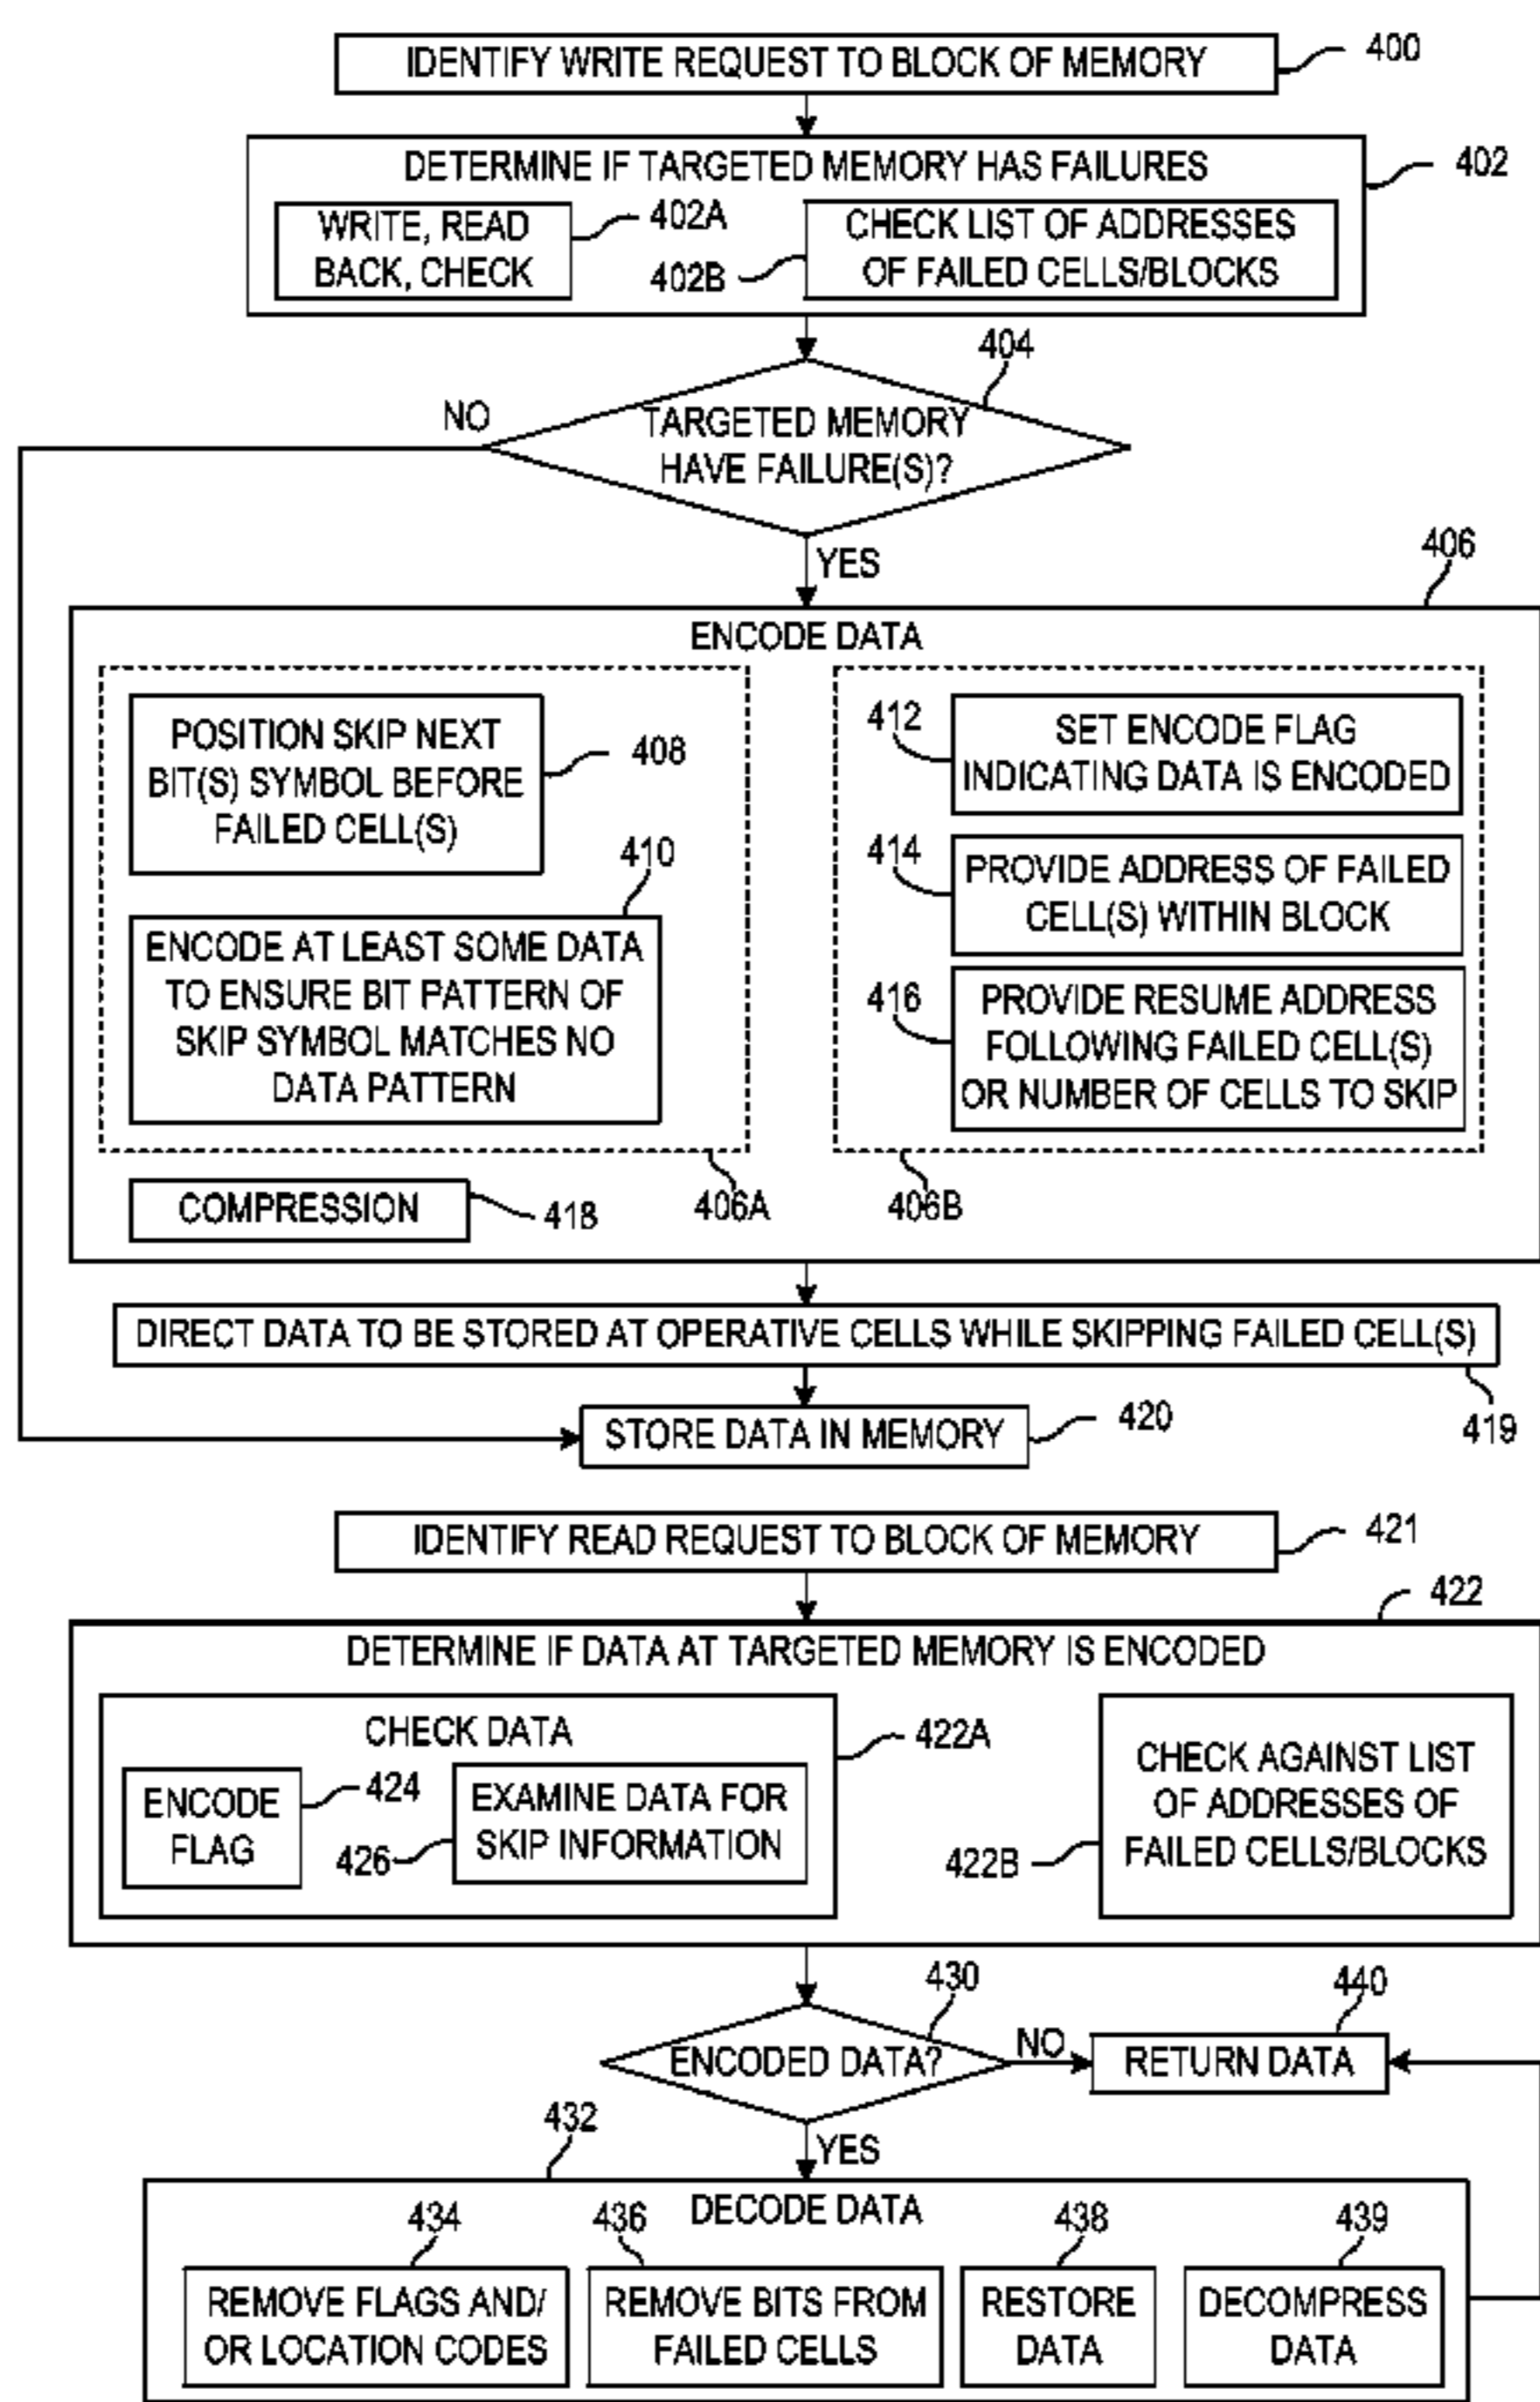 IDENTIFY WRITE REQUEST TO BLOCK OF MEMORY
400
DETERMINE IF TARGETED MEMORY HAS FAILURES
402
WRITE, READ
BACK, CHECK
402A
402B
CHECK LIST OF ADDRESSES
OF FAILED CELLS/BLOCKS
404
NO
TARGETED MEMORY
HAVE FAILURE(S)?
YES
406
ENCODE DATA
POSITION SKIP NEXT
BIT(S) SYMBOL BEFORE
FAILED CELL(S)
408
410
ENCODE AT LEAST SOME DATA
TO ENSURE BIT PATTERN OF
SKIP SYMBOL MATCHES NO
DATA PATTERN
412
SET ENCODE FLAG
INDICATING DATA IS ENCODED
414
PROVIDE ADDRESS OF FAILED
CELL(S) WITHIN BLOCK
416
PROVIDE RESUME ADDRESS
FOLLOWING FAILED CELL(S)
OR NUMBER OF CELLS TO SKIP
COMPRESSION
418
406A
406B
DIRECT DATA TO BE STORED AT OPERATIVE CELLS WHILE SKIPPING FAILED CELL(S)
419
STORE DATA IN MEMORY
420
IDENTIFY READ REQUEST TO BLOCK OF MEMORY
421
422
DETERMINE IF DATA AT TARGETED MEMORY IS ENCODED
CHECK DATA
422A
ENCODE
FLAG
424
426
EXAMINE DATA FOR
SKIP INFORMATION
422B
CHECK AGAINST LIST
OF ADDRESSES OF
FAILED CELLS/BLOCKS
430
ENCODED DATA?
NO
440
RETURN DATA
YES
432
DECODE DATA
434
REMOVE FLAGS AND/
OR LOCATION CODES
436
REMOVE BITS FROM
FAILED CELLS
438
RESTORE
DATA
439
DECOMPRESS
DATA